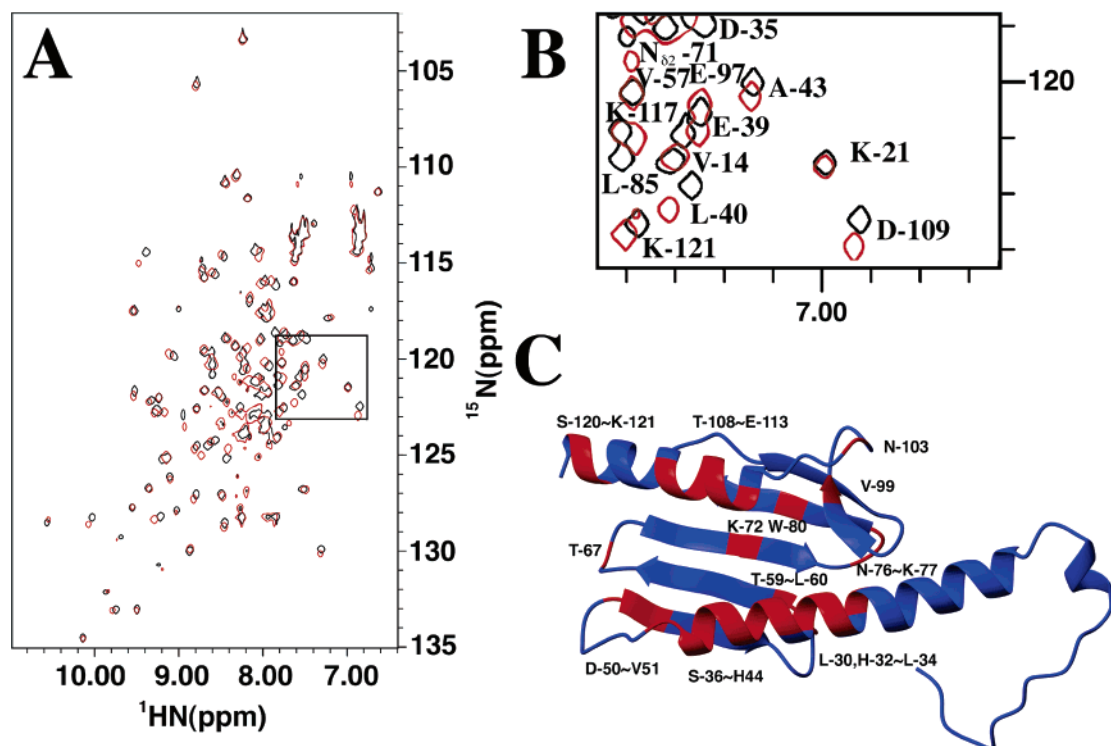 A
105
110
115
120
125
130
135
15N(ppm)
10.00 9.00 8.00 7.00
1HN(ppm)
B
D-35
Nδ2 -71
V-57 E-97
A-43
K-117
E-39
K-21
V-14
L-85
L-40
D-109
K-121
120
7.00
C
S-120~K-121 T-108~E-113
N-103
V-99
K-72 W-80
T-67
N-76~K-77
T-59~L-60
L-30,H-32~L-34
D-50~V51 S-36~H44